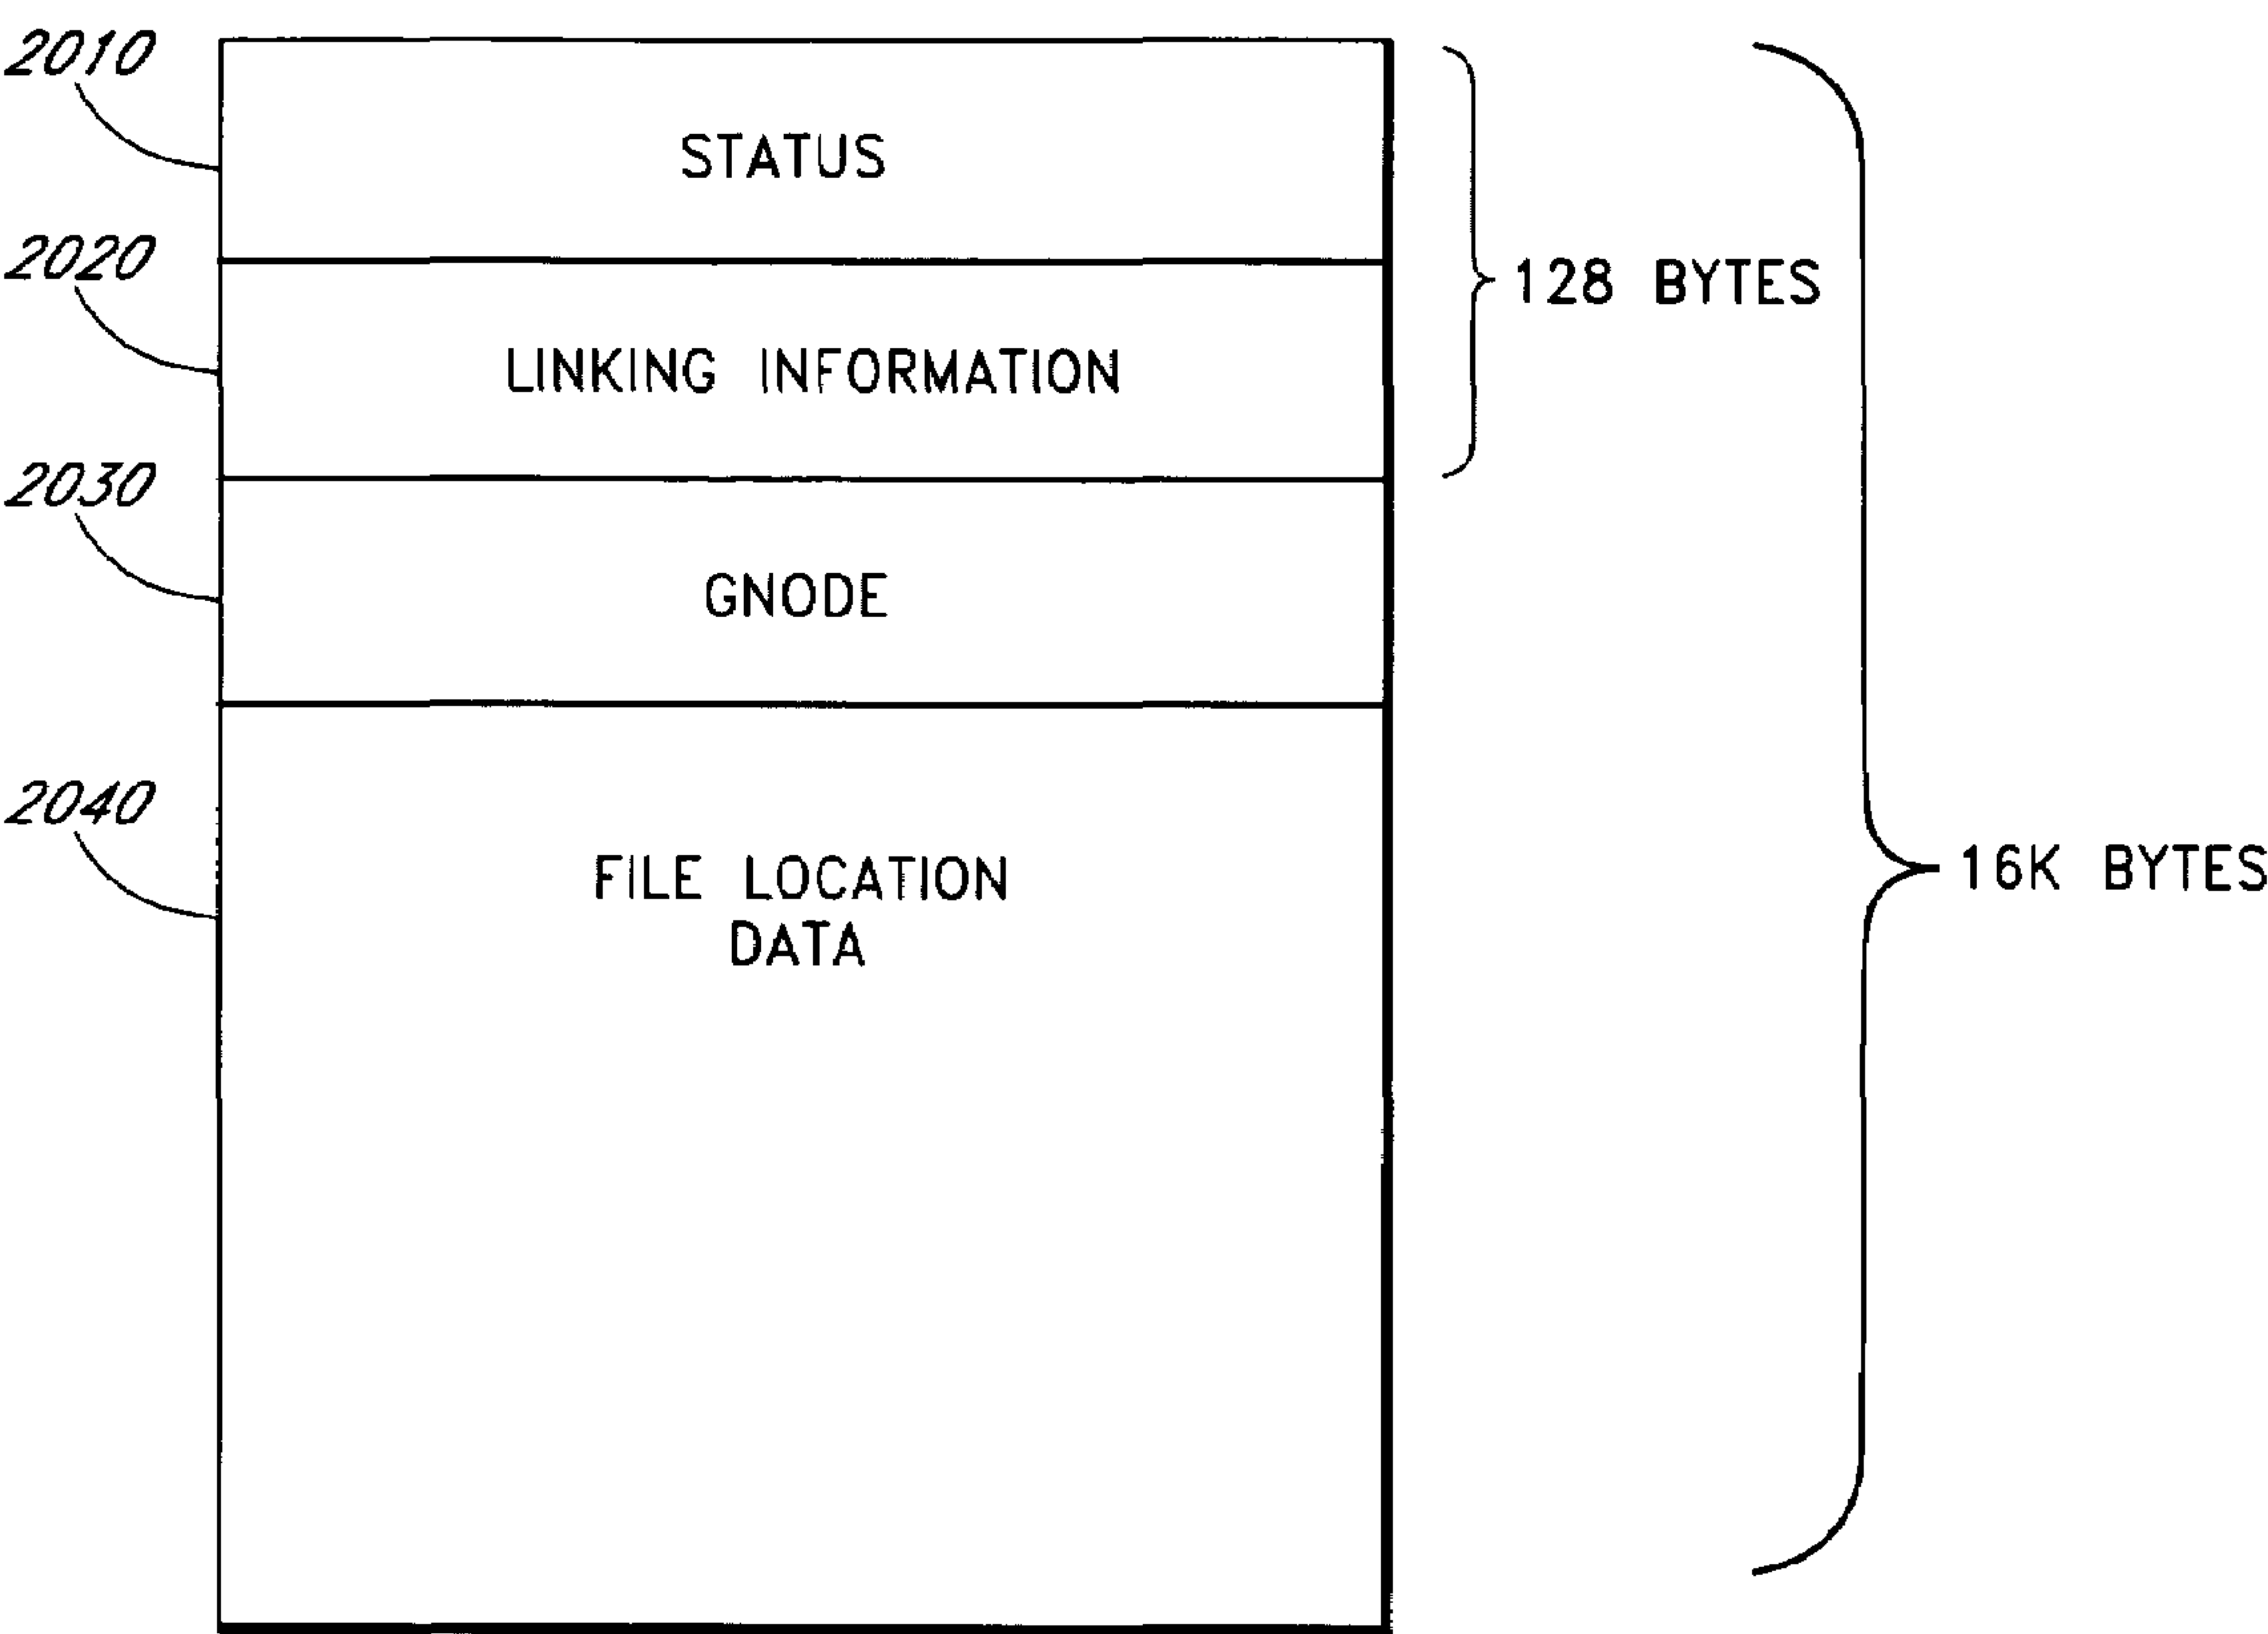 2010
STATUS
2020
128 BYTES
LINKING INFORMATION
2030
GNODE
2040
FILE LOCATION
DATA
16K BYTES